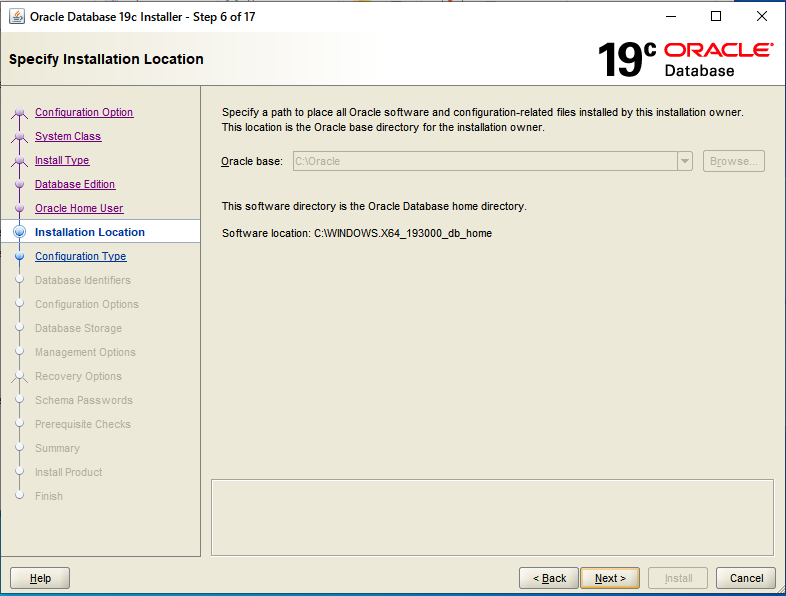 Oracle Database 19c Installer - Step 6 of 17
Specify Installation Location
19c ORACLE
Database
Configuration Option
System Class
Install Type
Database Edition
Oracle Home User
Installation Location
Configuration Type
Database Identifiers
Configuration Options
Database Storage
Management Options
Recovery Options
Schema Passwords
Prerequisite Checks
Summary
Install Product
Finish
Specify a path to place all Oracle software and configuration-related files installed by this installation owner.
This location is the Oracle base directory for the installation owner.
Oracle base: C:\Oracle Browse...
This software directory is the Oracle Database home directory.
Software location: C:\WINDOWS.X64_193000_db_home
Help < Back Next > Install Cancel